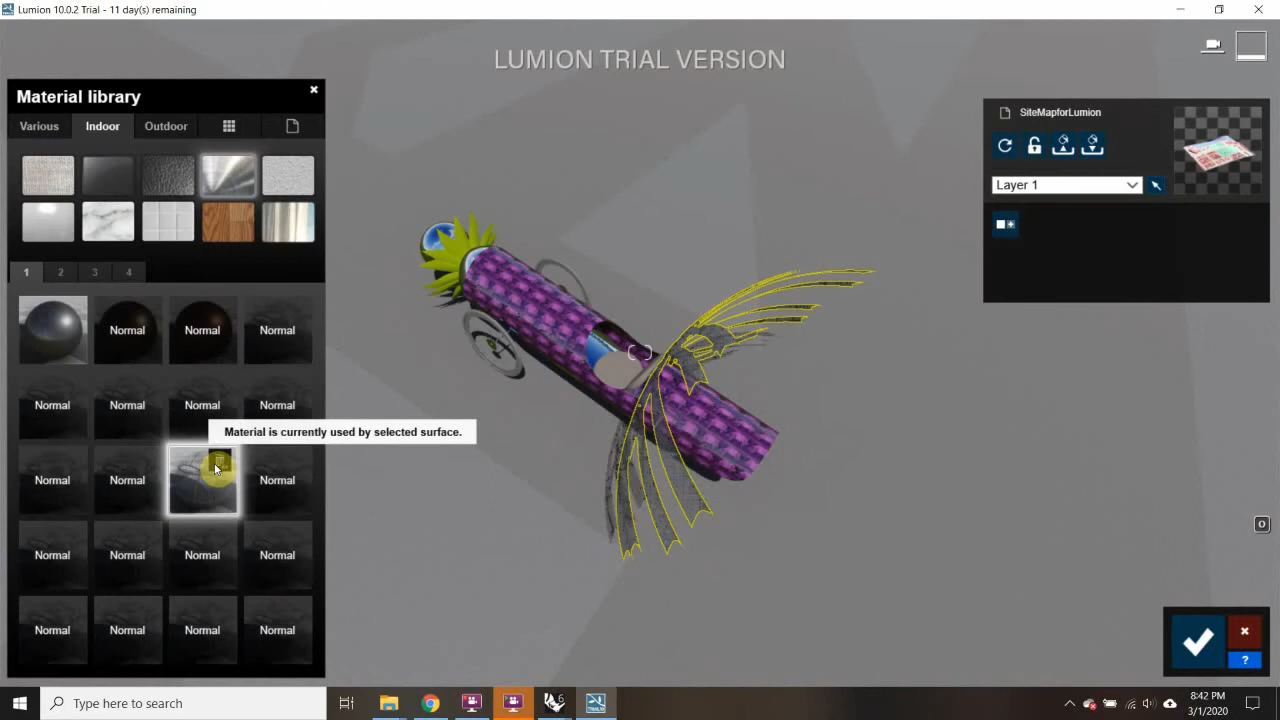 Lumion 10.0.2 Trial - 11 day(s) remaining
LUMION TRIAL VERSION
Material library
Various
Indoor
Outdoor
SiteMapforLumion
Layer 1
1
2
3
4
Normal
Normal
Normal
Normal
Normal
Normal
Normal
Material is currently used by selected surface.
Normal
Normal
Normal
Normal
Normal
Normal
Normal
Normal
Normal
Normal
Normal
?
Type here to search
6
8:42 PM
3/1/2020